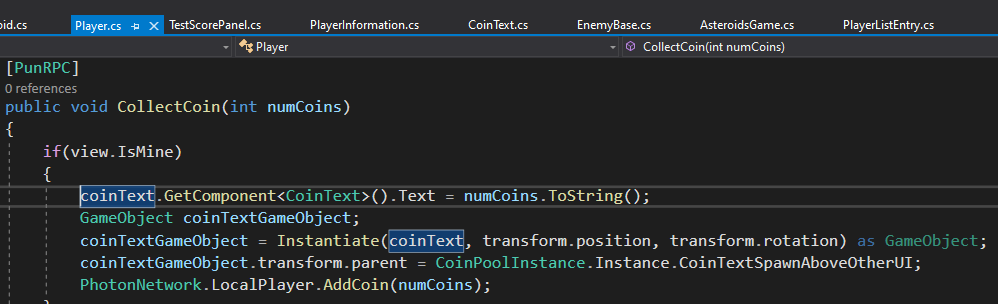 oid.cs Player.cs TestScorePanel.cs PlayerInformation.cs CoinText.cs EnemyBase.cs AsteroidsGame.cs PlayerListEntry.cs
Player CollectCoin(int numCoins)
[PunRPC]
0 references
public void CollectCoin(int numCoins)
{
if(view.IsMine)
{
coinText.GetComponent<CoinText>().Text = numCoins.ToString();
GameObject coinTextGameObject;
coinTextGameObject = Instantiate(coinText, transform.position, transform.rotation) as GameObject;
coinTextGameObject.transform.parent = CoinPoolInstance.Instance.CoinTextSpawnAboveOtherUI;
PhotonNetwork.LocalPlayer.AddCoin(numCoins);